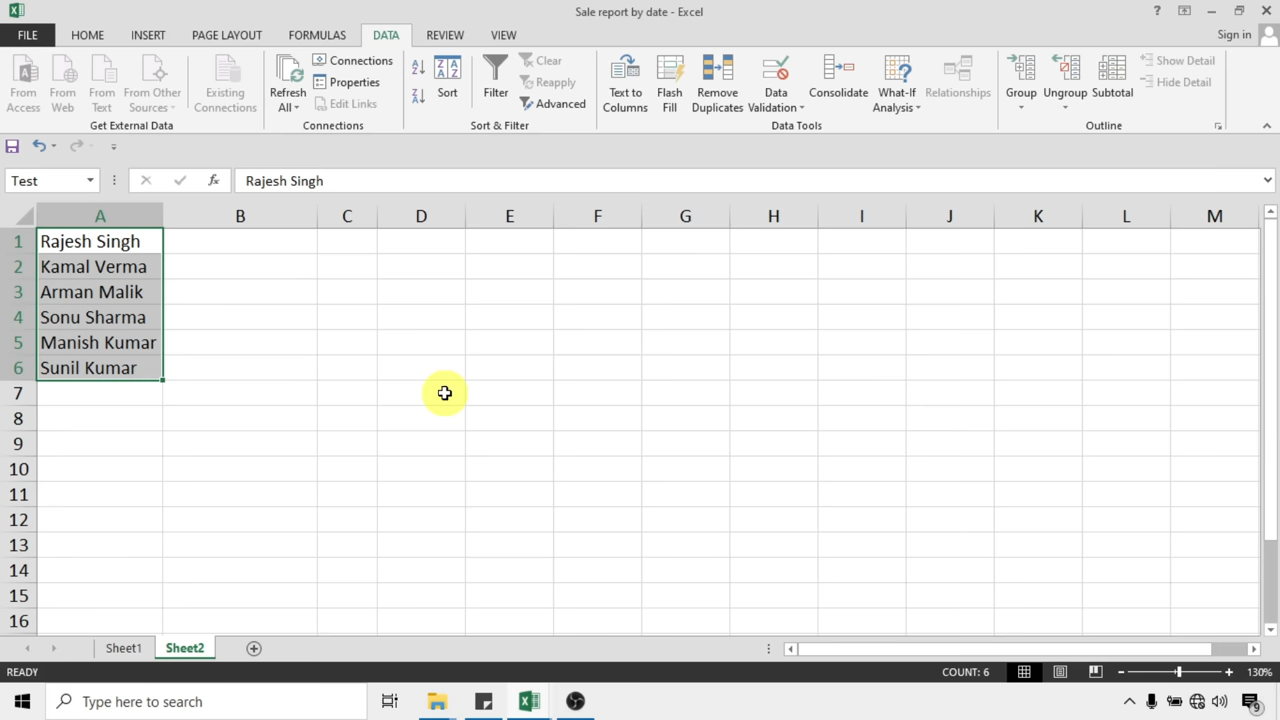 Sale report by date - Excel
?
FILE HOME INSERT PAGE LAYOUT FORMULAS DATA REVIEW VIEW Sign in
From Access
From Web
From Text
From Other Sources
Existing Connections
Get External Data
Refresh All
Connections
Properties
Edit Links
Connections
A Z
Z A
Z A A Z
Sort
Filter
Clear
Reapply
Advanced
Sort & Filter
Text to Columns
Flash Fill
Remove Duplicates
Data Validation
Consolidate
What-If Analysis
Relationships
Data Tools
Group
Ungroup
Subtotal
Show Detail
Hide Detail
Outline
Test fx Rajesh Singh
A B C D E F G H I J K L M
1 Rajesh Singh
2 Kamal Verma
3 Arman Malik
4 Sonu Sharma
5 Manish Kumar
6 Sunil Kumar
7
8
9
10
11
12
13
14
15
16
Sheet1 Sheet2
READY COUNT: 6 130%
Type here to search 9